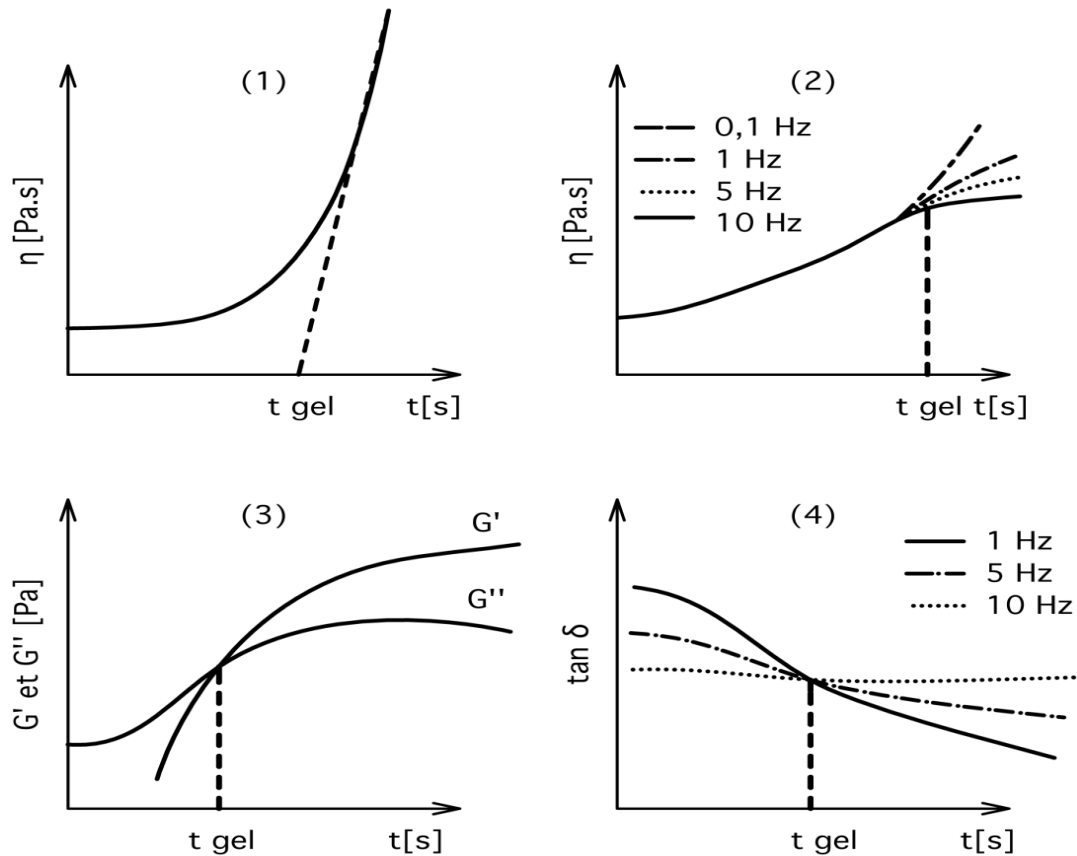 (1)
η [Pa.s]
t gel
t[s]
(2)
0,1 Hz
1 Hz
5 Hz
10 Hz
η [Pa.s]
t gel t[s]
(3)
G'
G''
G' et G'' [Pa]
t gel
t[s]
(4)
1 Hz
5 Hz
10 Hz
tan δ
t gel
t[s]